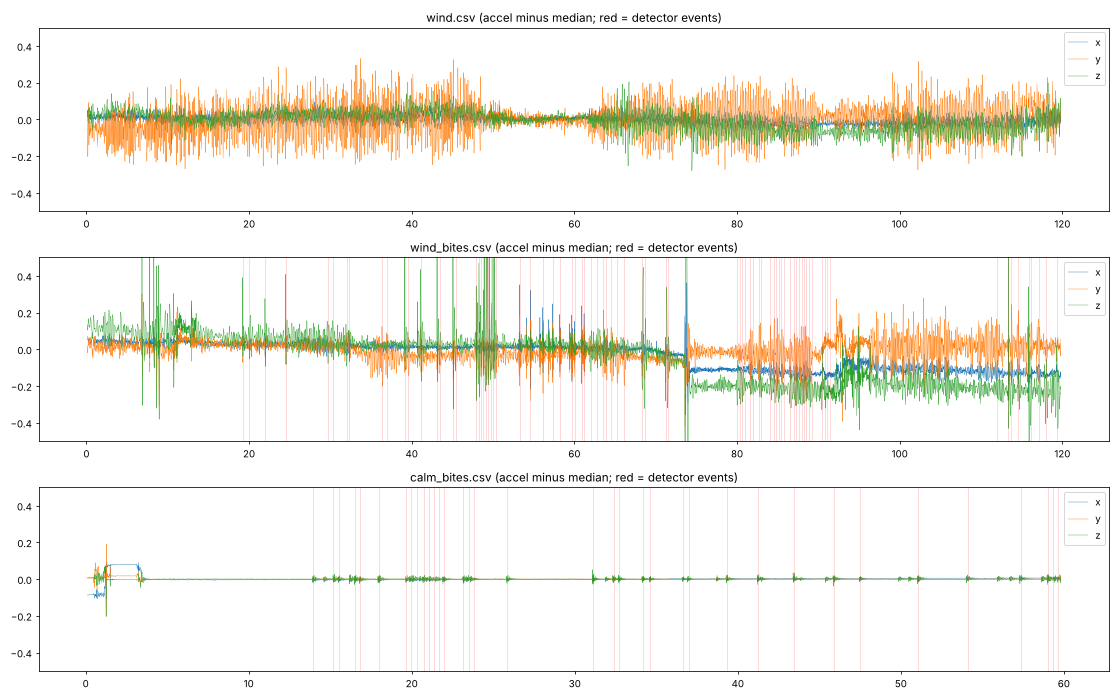 wind.csv (accel minus median; red = detector events)
0.4
0.2
0.0
−0.2
−0.4
x
y
z
0 20 40 60 80 100 120
wind_bites.csv (accel minus median; red = detector events)
0.4
0.2
0.0
−0.2
−0.4
x
y
z
0 20 40 60 80 100 120
calm_bites.csv (accel minus median; red = detector events)
0.4
0.2
0.0
−0.2
−0.4
x
y
z
0 10 20 30 40 50 60